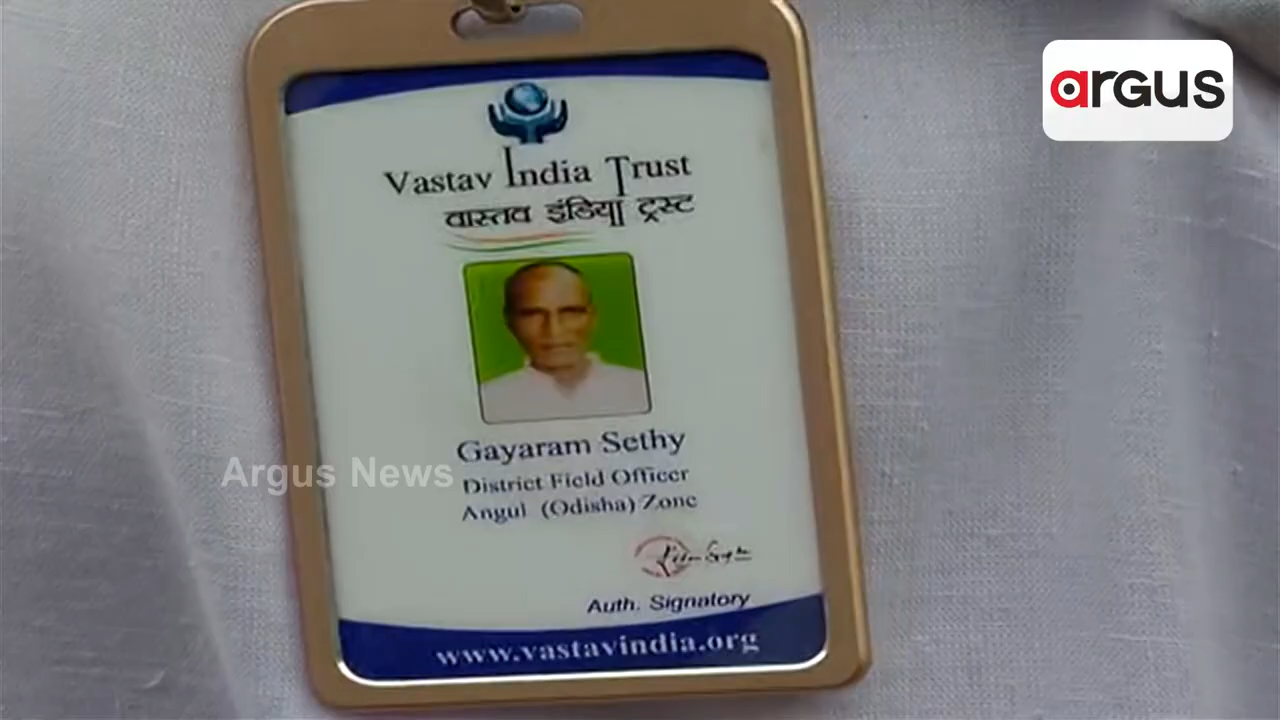 argus
Vastav India Trust
वास्तव इंडिया ट्रस्ट
Gayaram Sethy
Argus News
District Field Officer
Angul (Odisha) Zone
Auth. Signatory
www.vastavindia.org